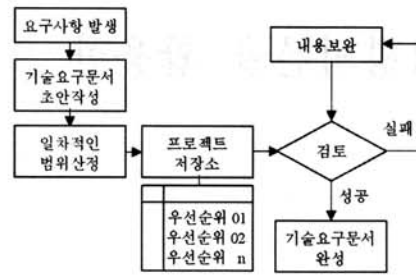 요구사항 발생
기술요구문서
초안작성
일차적인
범위산정
프로젝트
저장소
우선순위 01
우선순위 02
우선순위 n
내용보완
검토
실패
성공
기술요구문서
완성